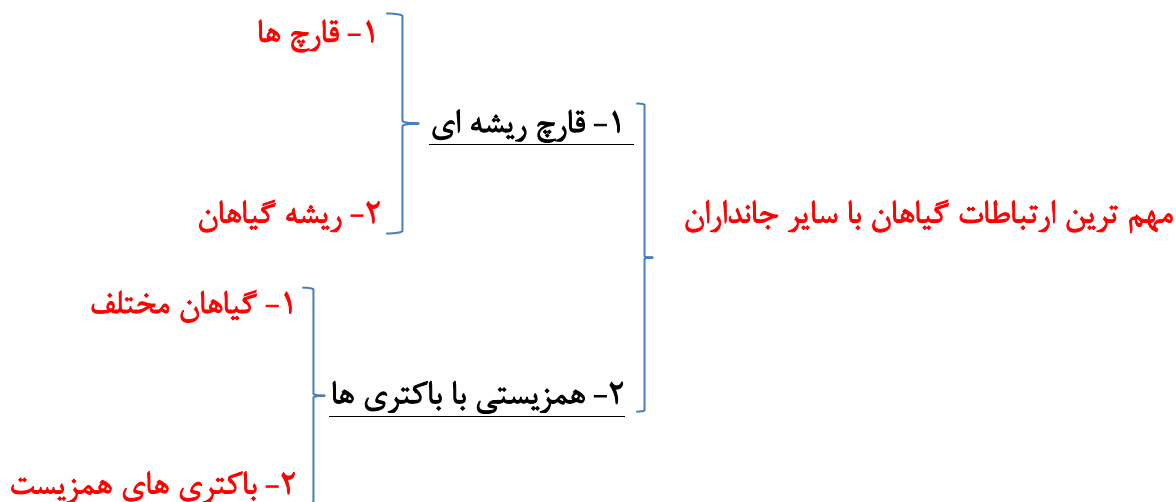 ۱- قارچ ها
۱- قارچ ریشه ای
۲- ریشه گیاهان
مهم ترین ارتباطات گیاهان با سایر جانداران
۱- گیاهان مختلف
۲- همزیستی با باکتری ها
۲- باکتری های همزیست